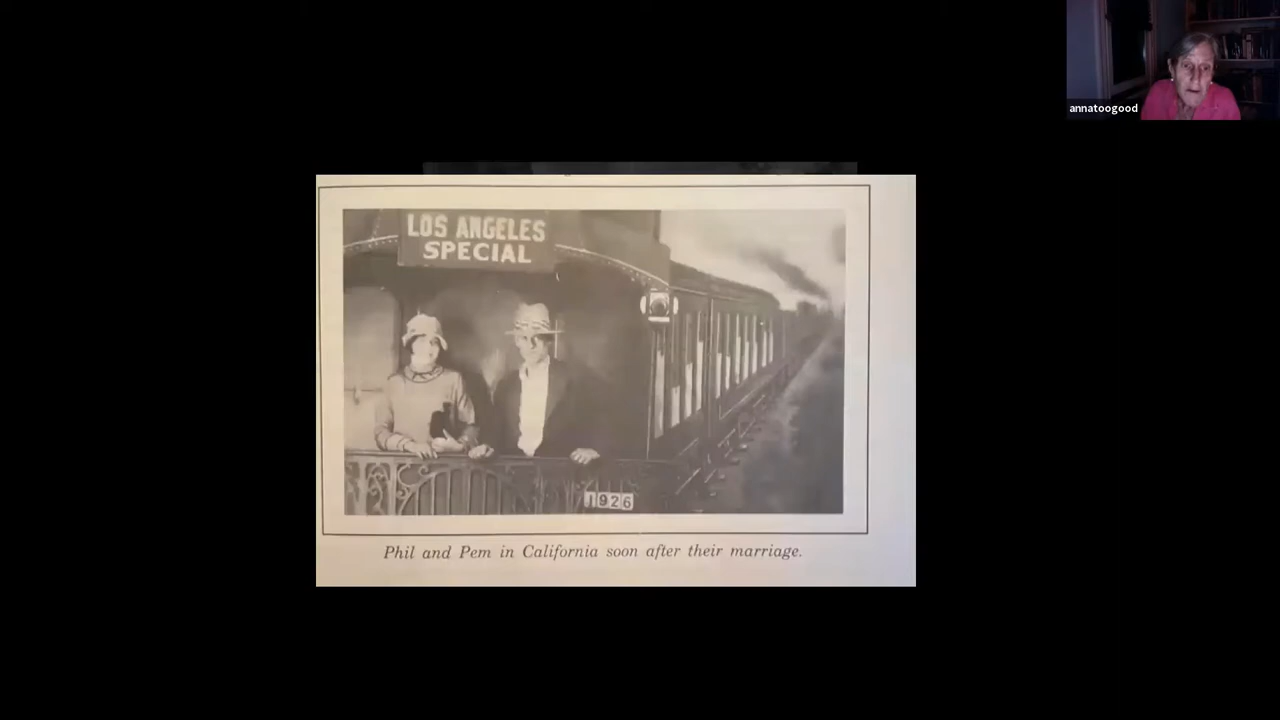 annatoogood
LOS ANGELES
SPECIAL
1926
Phil and Pem in California soon after their marriage.